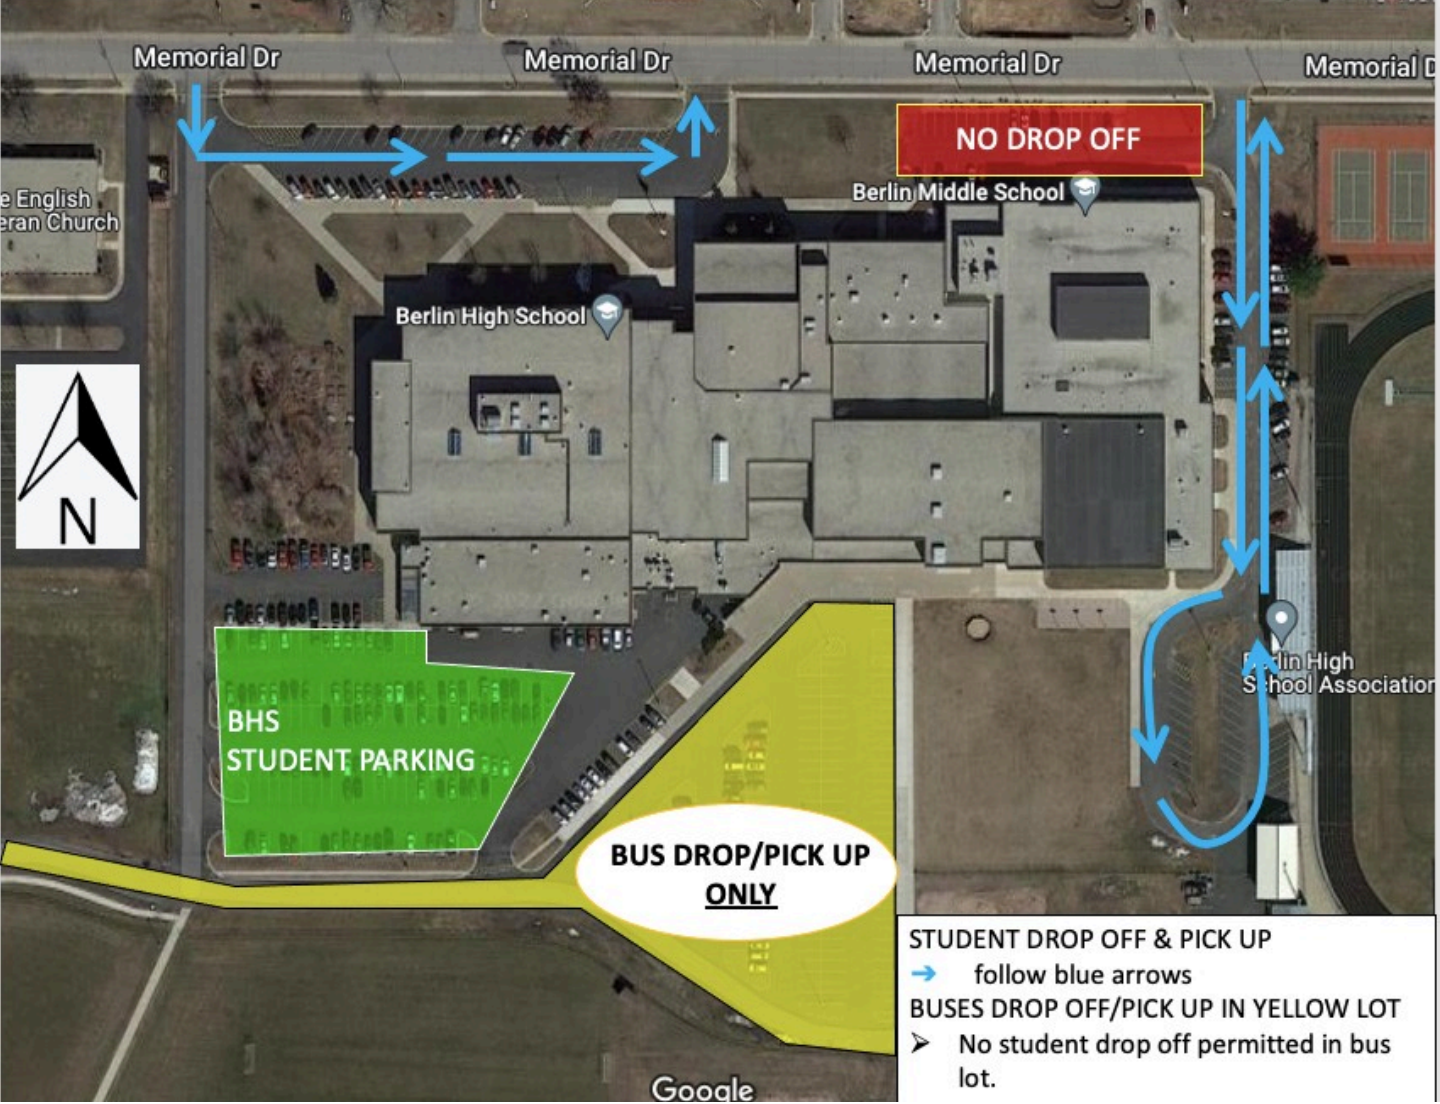 Memorial Dr
Memorial Dr
Memorial Dr
Memorial D
NO DROP OFF
Berlin Middle School
e English
eran Church
Berlin High School
N
BHS
STUDENT PARKING
Berlin High
School Association
BUS DROP/PICK UP
ONLY
STUDENT DROP OFF & PICK UP
➔ follow blue arrows
BUSES DROP OFF/PICK UP IN YELLOW LOT
➢ No student drop off permitted in bus
lot.
Google